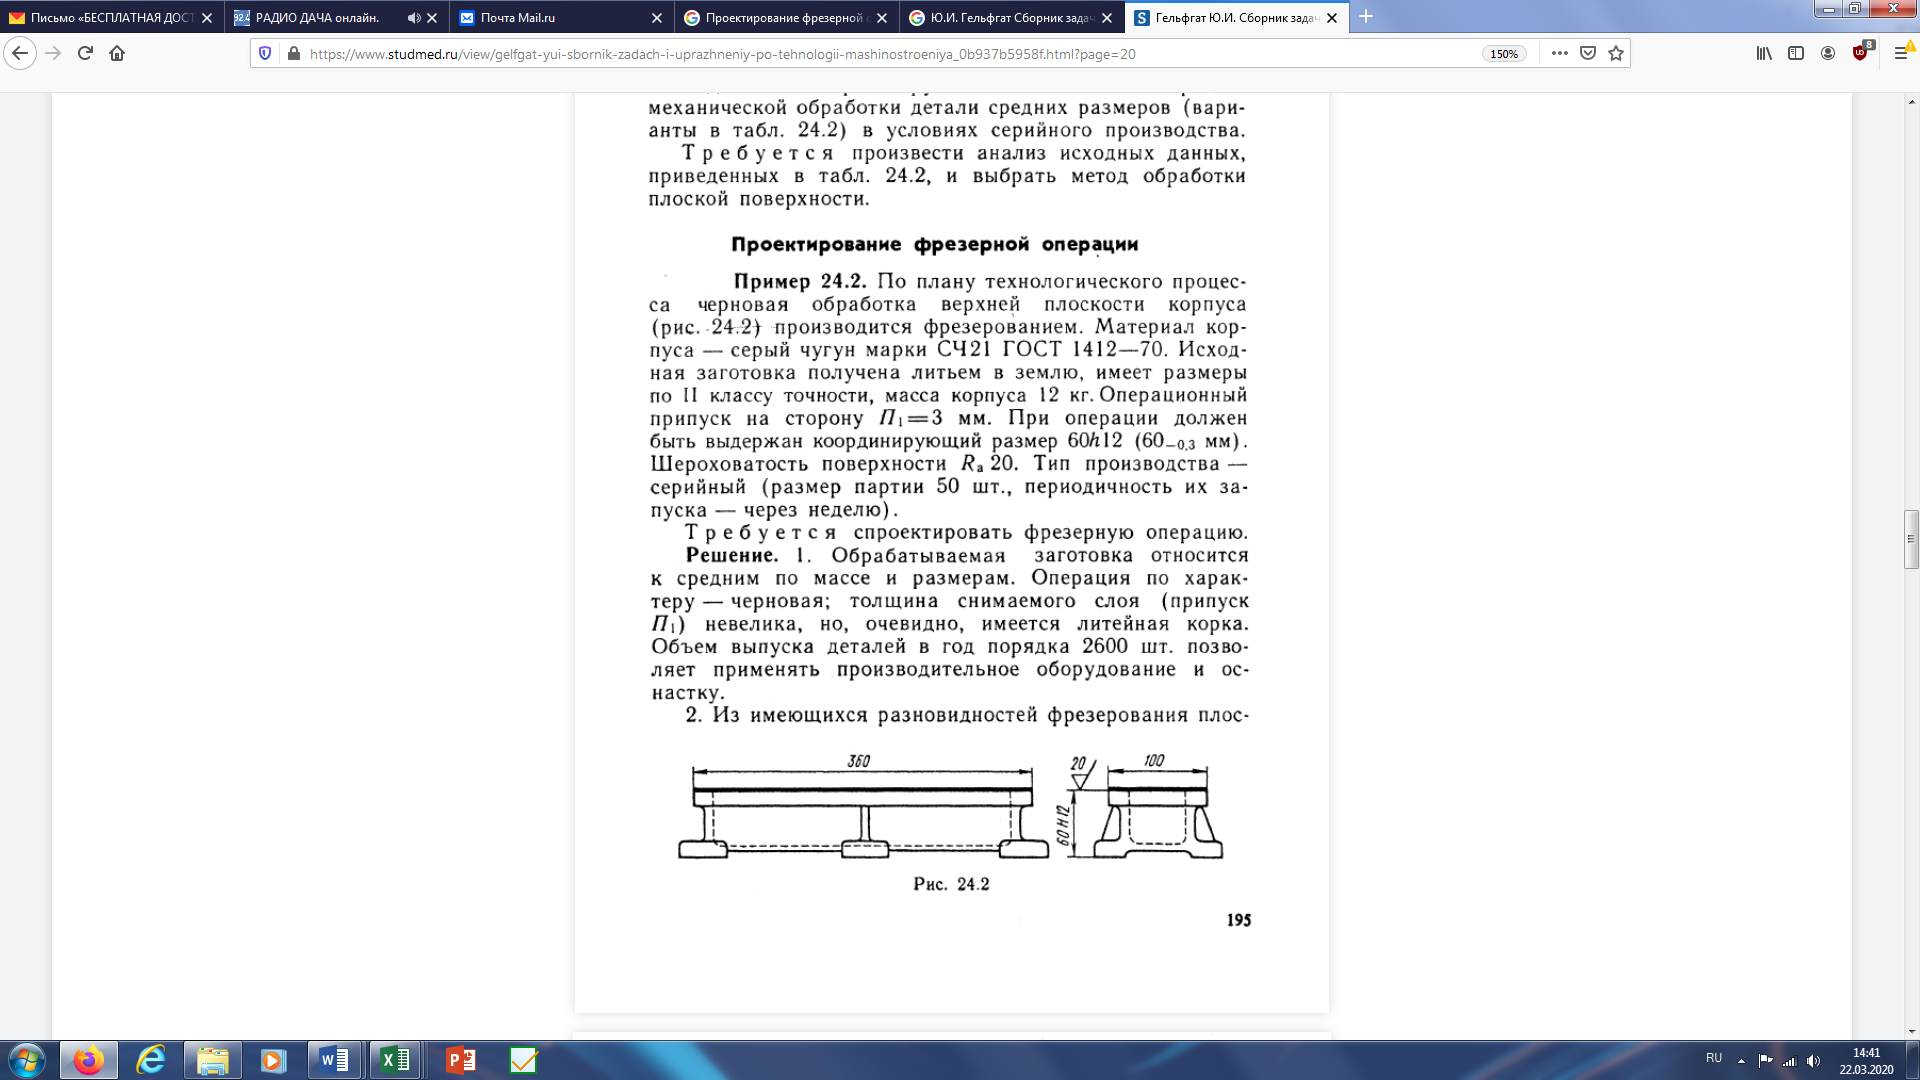 Письмо «БЕСПЛАТНАЯ ДОСТ
РАДИО ДАЧА онлайн.
Почта Mail.ru
Проектирование фрезерной о
Ю.И. Гельфгат Сборник задач
Гельфгат Ю.И. Сборник задач
https://www.studmed.ru/view/gelfgat-yui-sbornik-zadach-i-uprazhneniy-po-tehnologii-mashinostroeniya_0b937b5958f.html?page=20
150%
8
механической обработки детали средних размеров (вари-
анты в табл. 24.2) в условиях серийного производства.
Требуется произвести анализ исходных данных,
приведенных в табл. 24.2, и выбрать метод обработки
плоской поверхности.
Проектирование фрезерной операции
Пример 24.2. По плану технологического процес-
са черновая обработка верхней плоскости корпуса
(рис. 24.2) производится фрезерованием. Материал кор-
пуса — серый чугун марки СЧ21 ГОСТ 1412—70. Исход-
ная заготовка получена литьем в землю, имеет размеры
по II классу точности, масса корпуса 12 кг. Операционный
припуск на сторону П₁=3 мм. При операции должен
быть выдержан координирующий размер 60h12 (60₋₀,₃ мм).
Шероховатость поверхности Rа 20. Тип производства —
серийный (размер партии 50 шт., периодичность их за-
пуска — через неделю).
Требуется спроектировать фрезерную операцию.
Решение. 1. Обрабатываемая заготовка относится
к средним по массе и размерам. Операция по харак-
теру — черновая; толщина снимаемого слоя (припуск
П₁) невелика, но, очевидно, имеется литейная корка.
Объем выпуска деталей в год порядка 2600 шт. позво-
ляет применять производительное оборудование и ос-
настку.
2. Из имеющихся разновидностей фрезерования плос-
360
20
100
60H12
Рис. 24.2
195
RU
14:41
22.03.2020